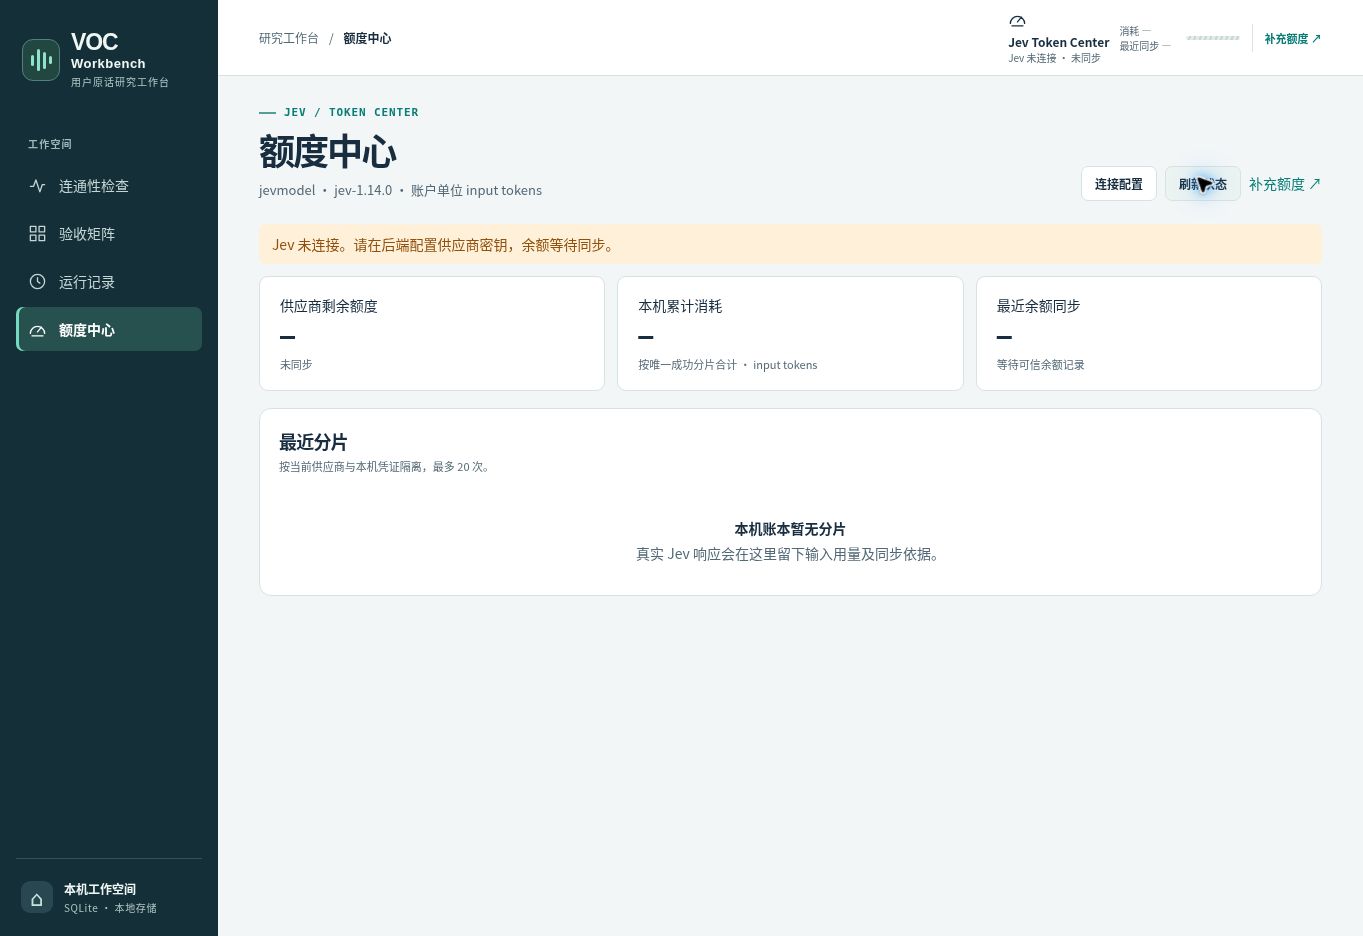 VOC
Workbench
用户原话研究工作台
工作空间
连通性检查
验收矩阵
运行记录
额度中心
本机工作空间
SQLite · 本地存储
研究工作台 / 额度中心
Jev Token Center
Jev 未连接 · 未同步
消耗 —
最近同步 —
补充额度 ↗
JEV / TOKEN CENTER
额度中心
jevmodel · jev-1.14.0 · 账户单位 input tokens
连接配置
刷新状态
补充额度 ↗
Jev 未连接。请在后端配置供应商密钥，余额等待同步。
供应商剩余额度
—
未同步
本机累计消耗
—
按唯一成功分片合计 · input tokens
最近余额同步
—
等待可信余额记录
最近分片
按当前供应商与本机凭证隔离，最多 20 次。
本机账本暂无分片
真实 Jev 响应会在这里留下输入用量及同步依据。